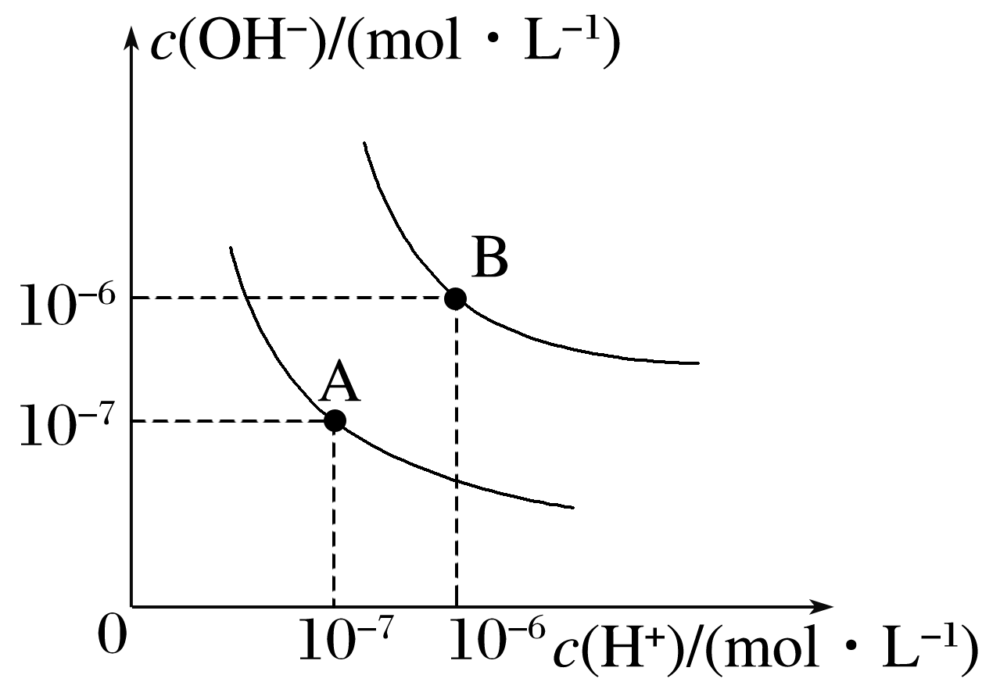 c(OH⁻)/(mol · L⁻¹)
B
10⁻⁶
A
10⁻⁷
0
10⁻⁷
10⁻⁶
c(H⁺)/(mol · L⁻¹)